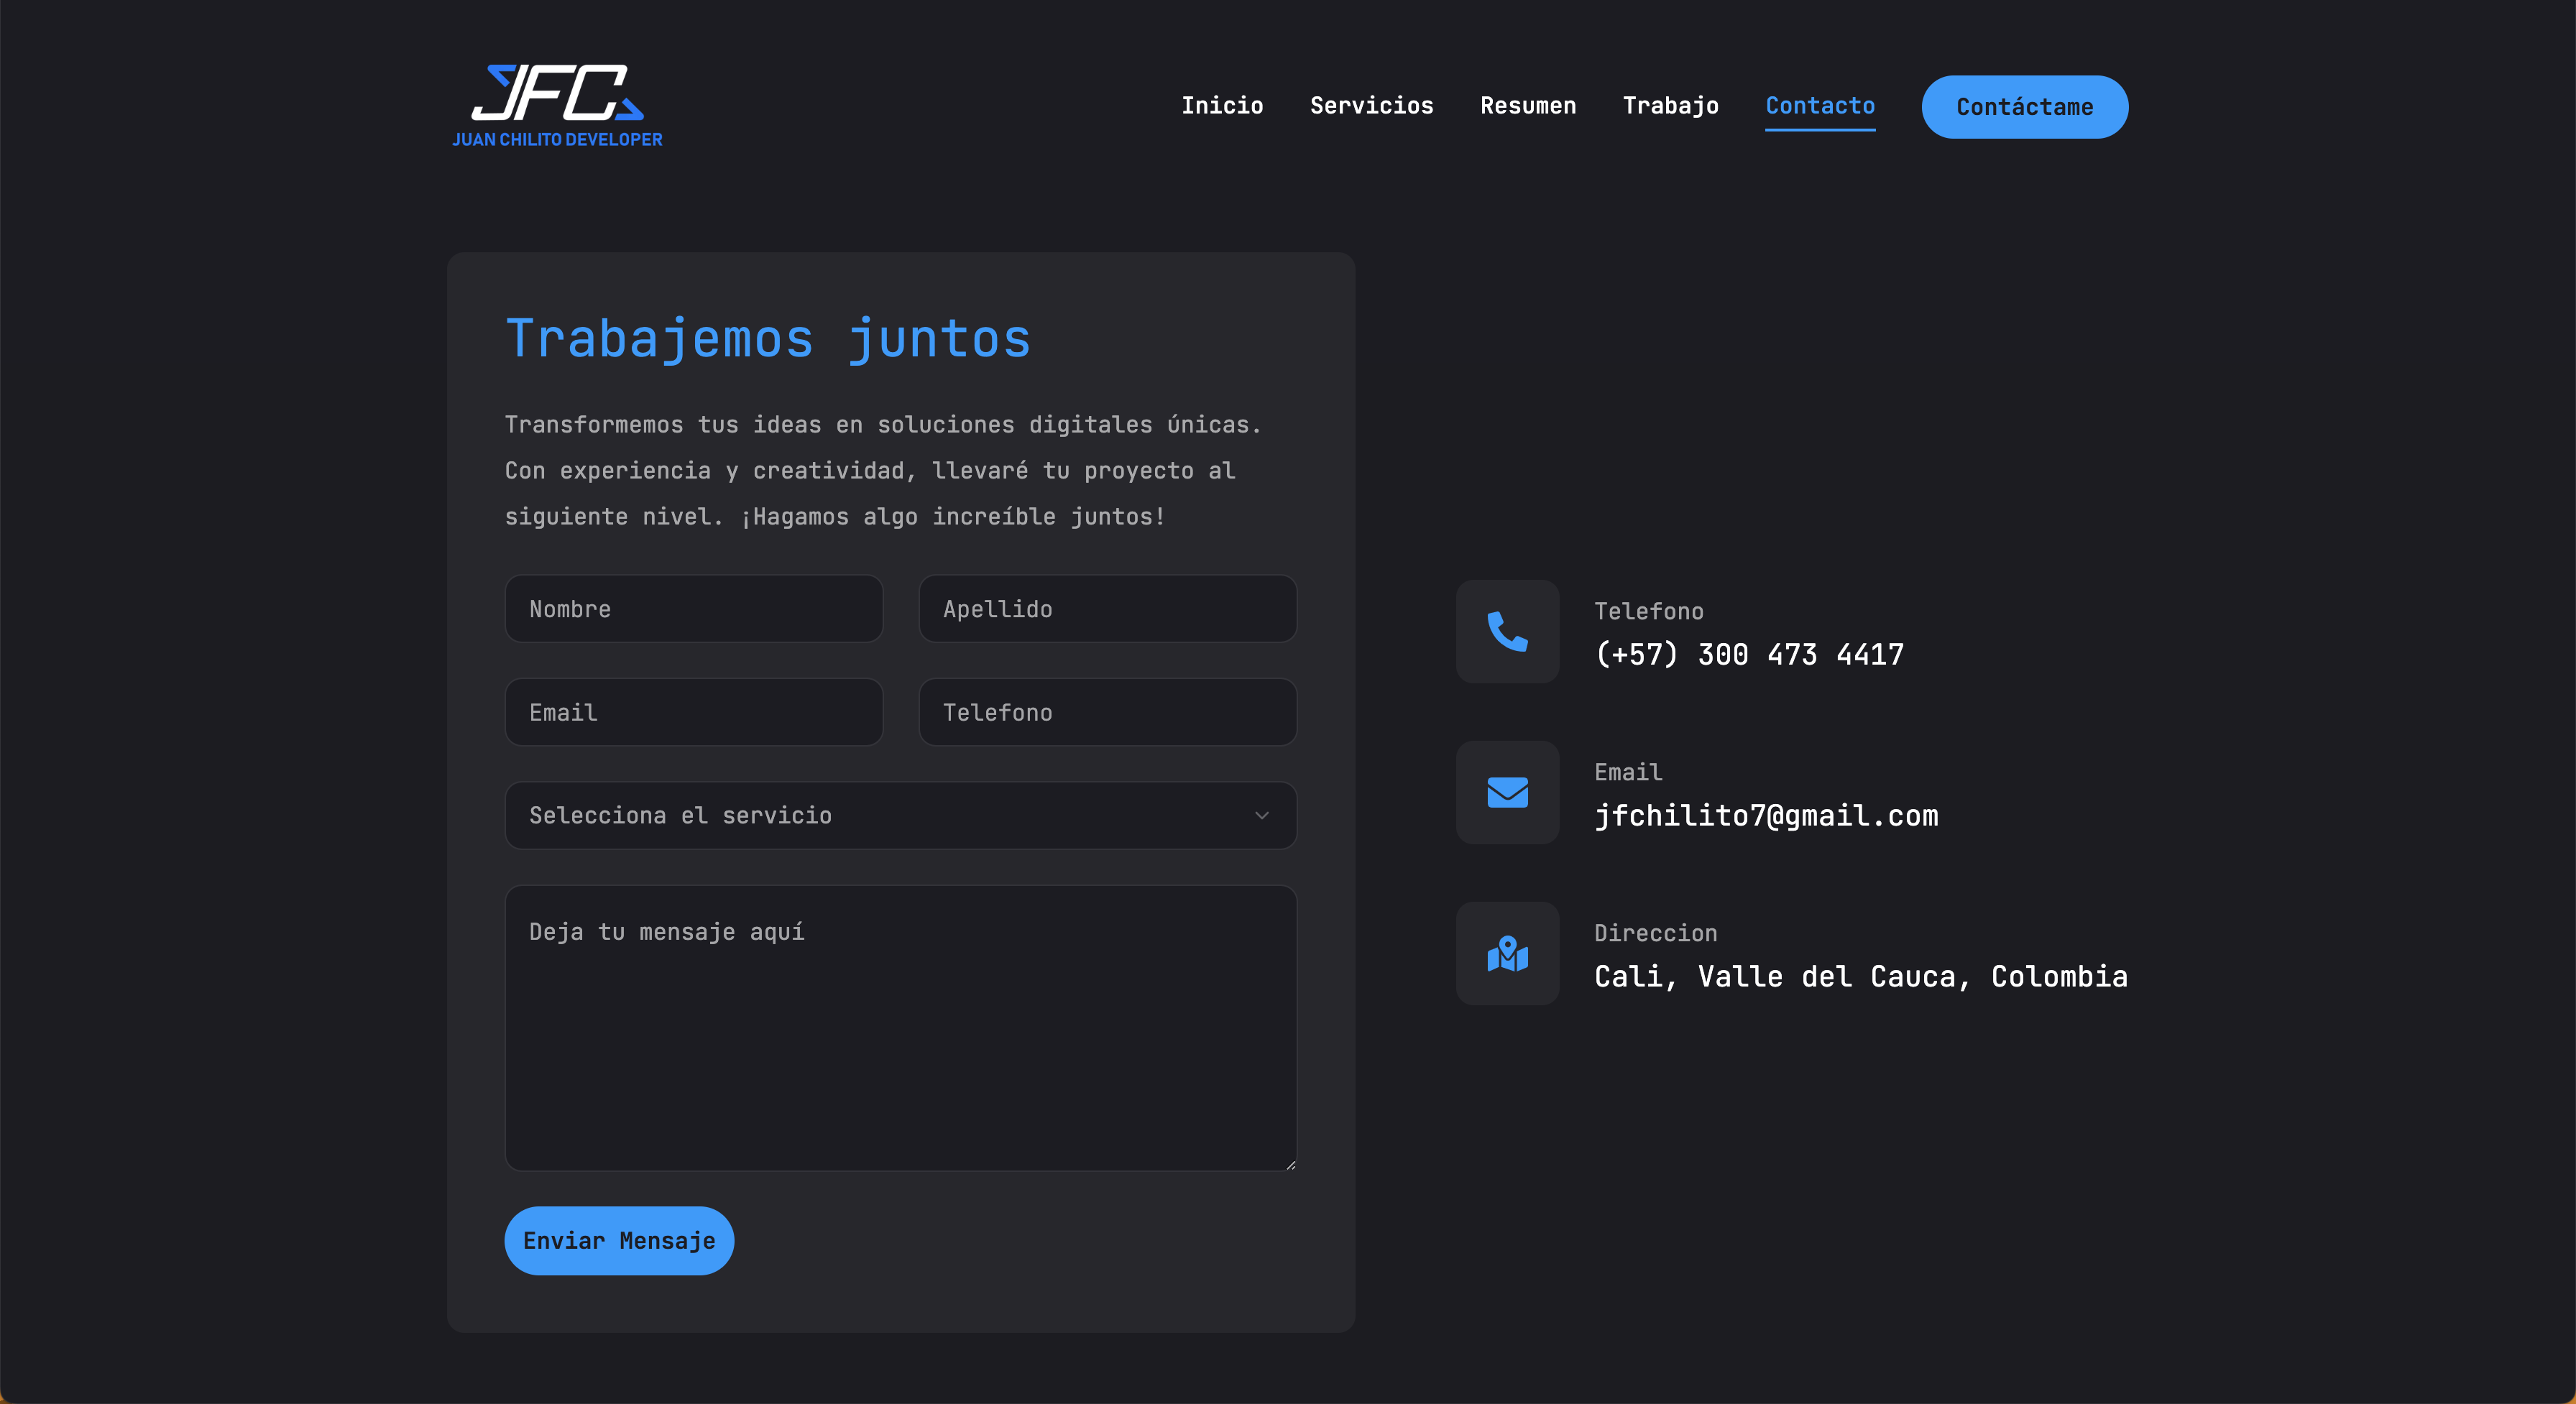 JFC
JUAN CHILITO DEVELOPER
Inicio Servicios Resumen Trabajo Contacto Contáctame
Trabajemos juntos
Transformemos tus ideas en soluciones digitales únicas.
Con experiencia y creatividad, llevaré tu proyecto al
siguiente nivel. ¡Hagamos algo increíble juntos!
Nombre Apellido
Email Telefono
Selecciona el servicio
Deja tu mensaje aquí
Enviar Mensaje
Telefono
(+57) 300 473 4417
Email
jfchilito7@gmail.com
Direccion
Cali, Valle del Cauca, Colombia